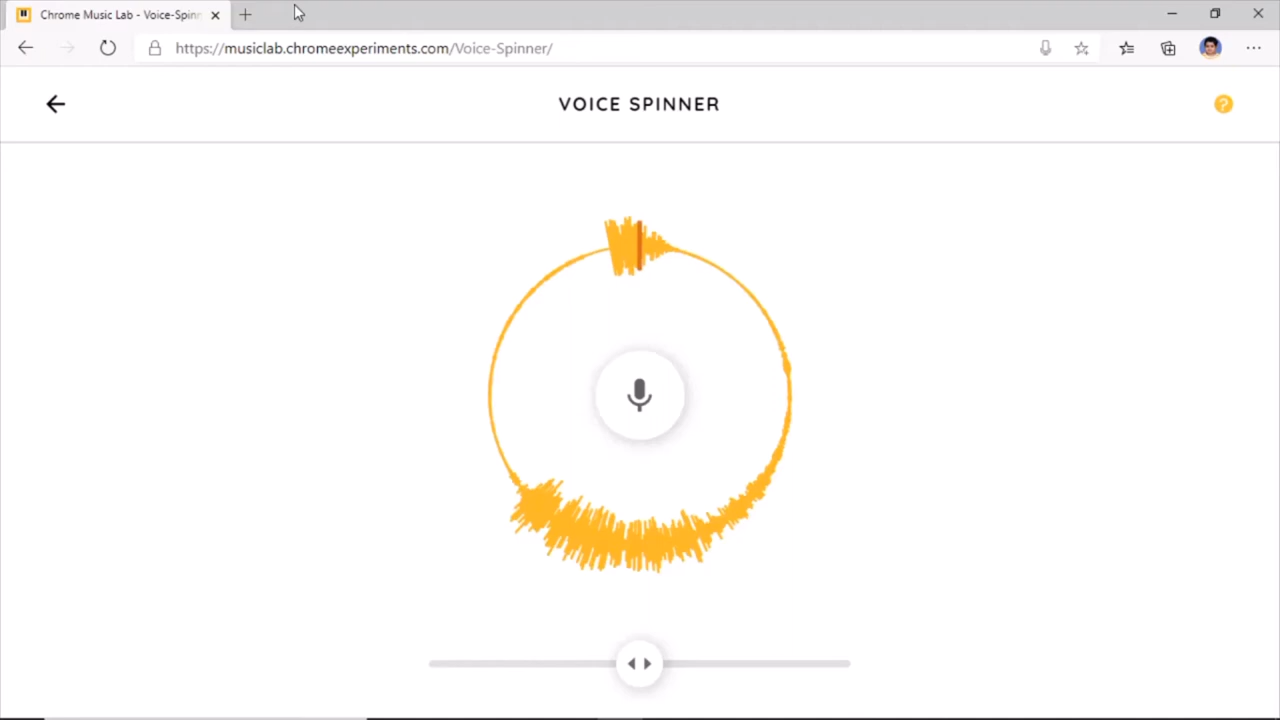 Chrome Music Lab - Voice-Spinn
https://musiclab.chromeexperiments.com/Voice-Spinner/
VOICE SPINNER
?